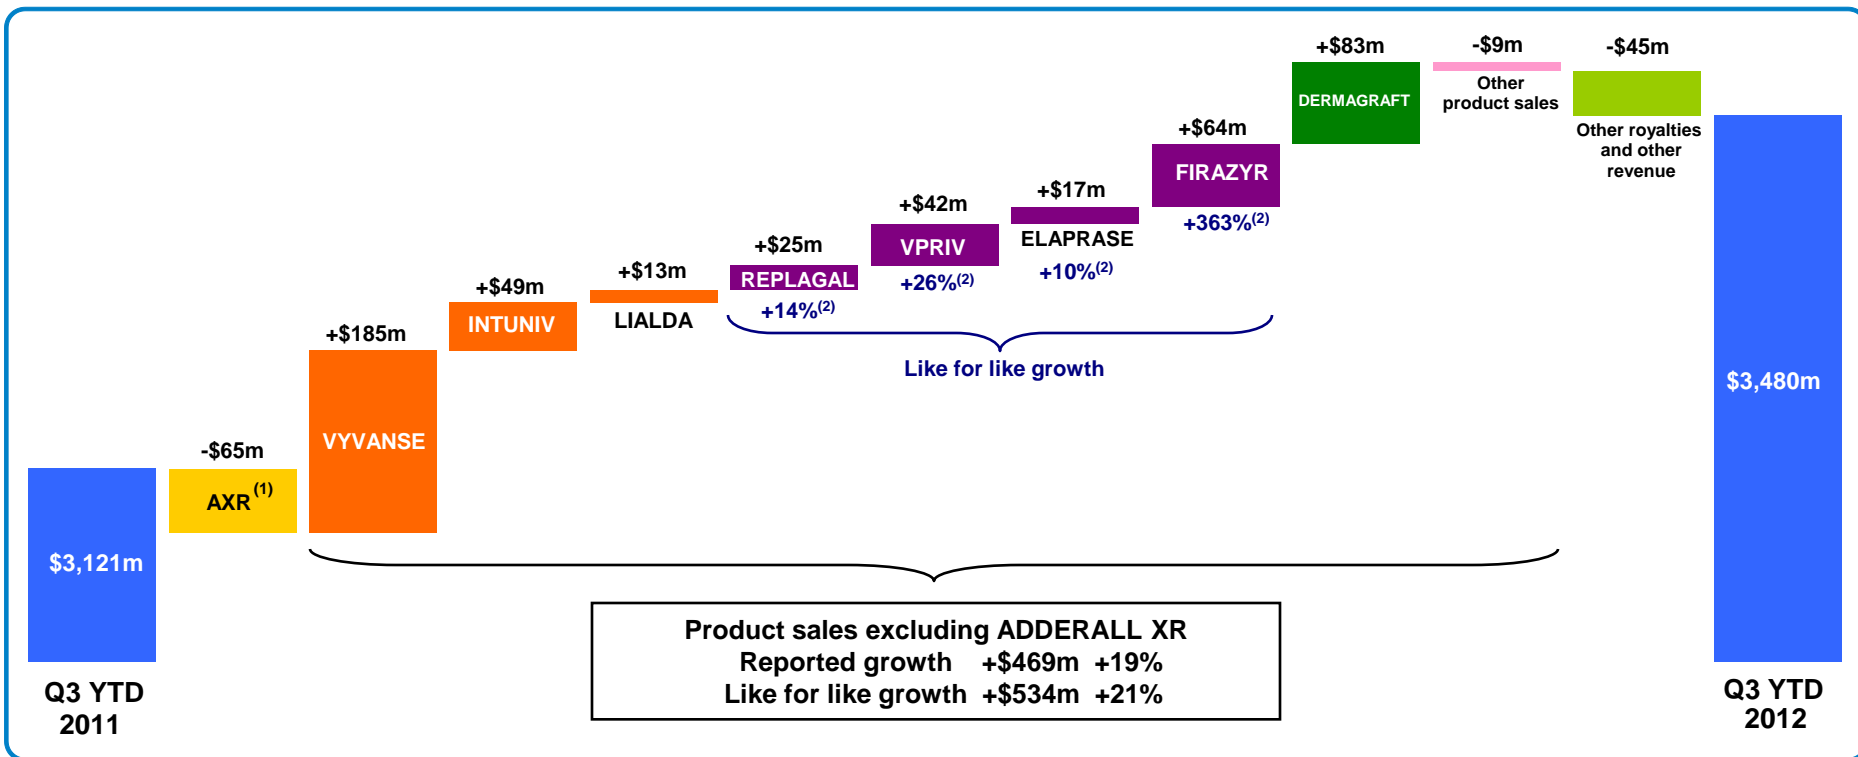 +$83m
-$9m
-$45m
DERMAGRAFT
Other
product sales
Other royalties
and other
revenue
+$64m
FIRAZYR
+363%(2)
+$17m
ELAPRASE
+10%(2)
+$42m
VPRIV
+26%(2)
+$25m
REPLAGAL
+14%(2)
Like for like growth
+$13m
LIALDA
+$49m
INTUNIV
+$185m
VYVANSE
-$65m
AXR(1)
$3,121m
$3,480m
Product sales excluding ADDERALL XR
Reported growth +$469m +19%
Like for like growth +$534m +21%
Q3 YTD
2011
Q3 YTD
2012